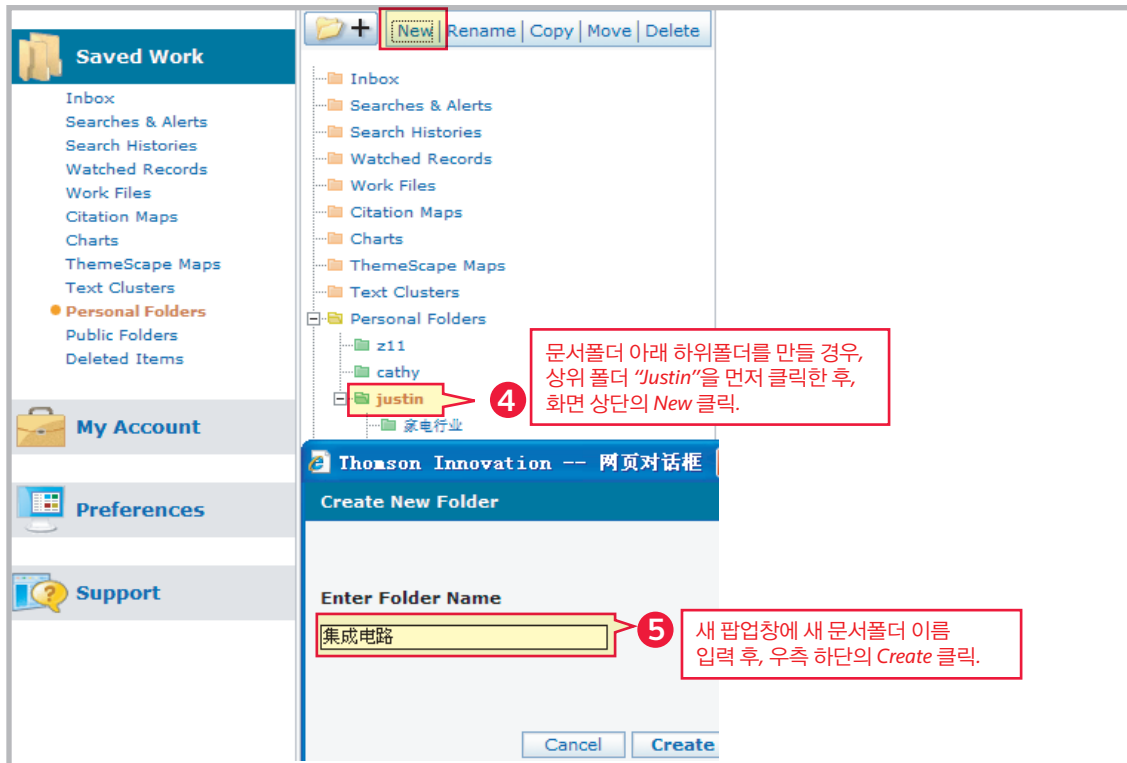 Saved Work
Inbox
Searches & Alerts
Search Histories
Watched Records
Work Files
Citation Maps
Charts
ThemeScape Maps
Text Clusters
Personal Folders
Public Folders
Deleted Items
My Account
Preferences
Support
New | Rename | Copy | Move | Delete
Inbox
Searches & Alerts
Search Histories
Watched Records
Work Files
Citation Maps
Charts
ThemeScape Maps
Text Clusters
Personal Folders
z11
cathy
justin
家电行业
4
문서폴더 아래 하위폴더를 만들 경우,
상위 폴더 “Justin”을 먼저 클릭한 후,
화면 상단의 New 클릭.
Thomson Innovation -- 网页对话框
Create New Folder
Enter Folder Name
集成电路
5
새 팝업창에 새 문서폴더 이름
입력 후, 우측 하단의 Create 클릭.
Cancel
Create